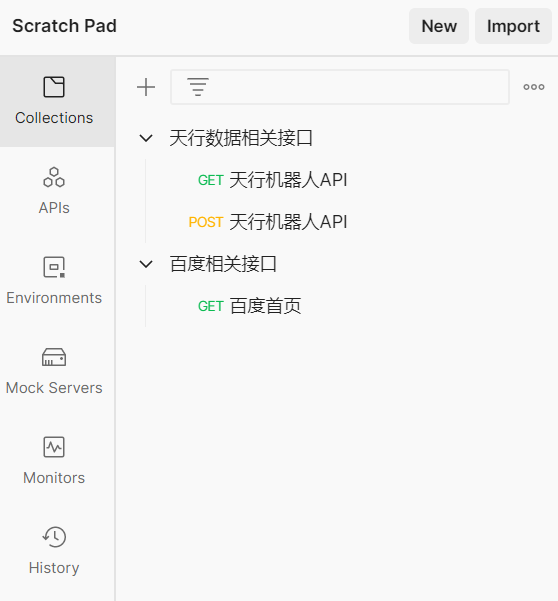 Scratch Pad
New
Import
Collections
APIs
Environments
Mock Servers
Monitors
History
天行数据相关接口
GET 天行机器人API
POST 天行机器人API
百度相关接口
GET 百度首页